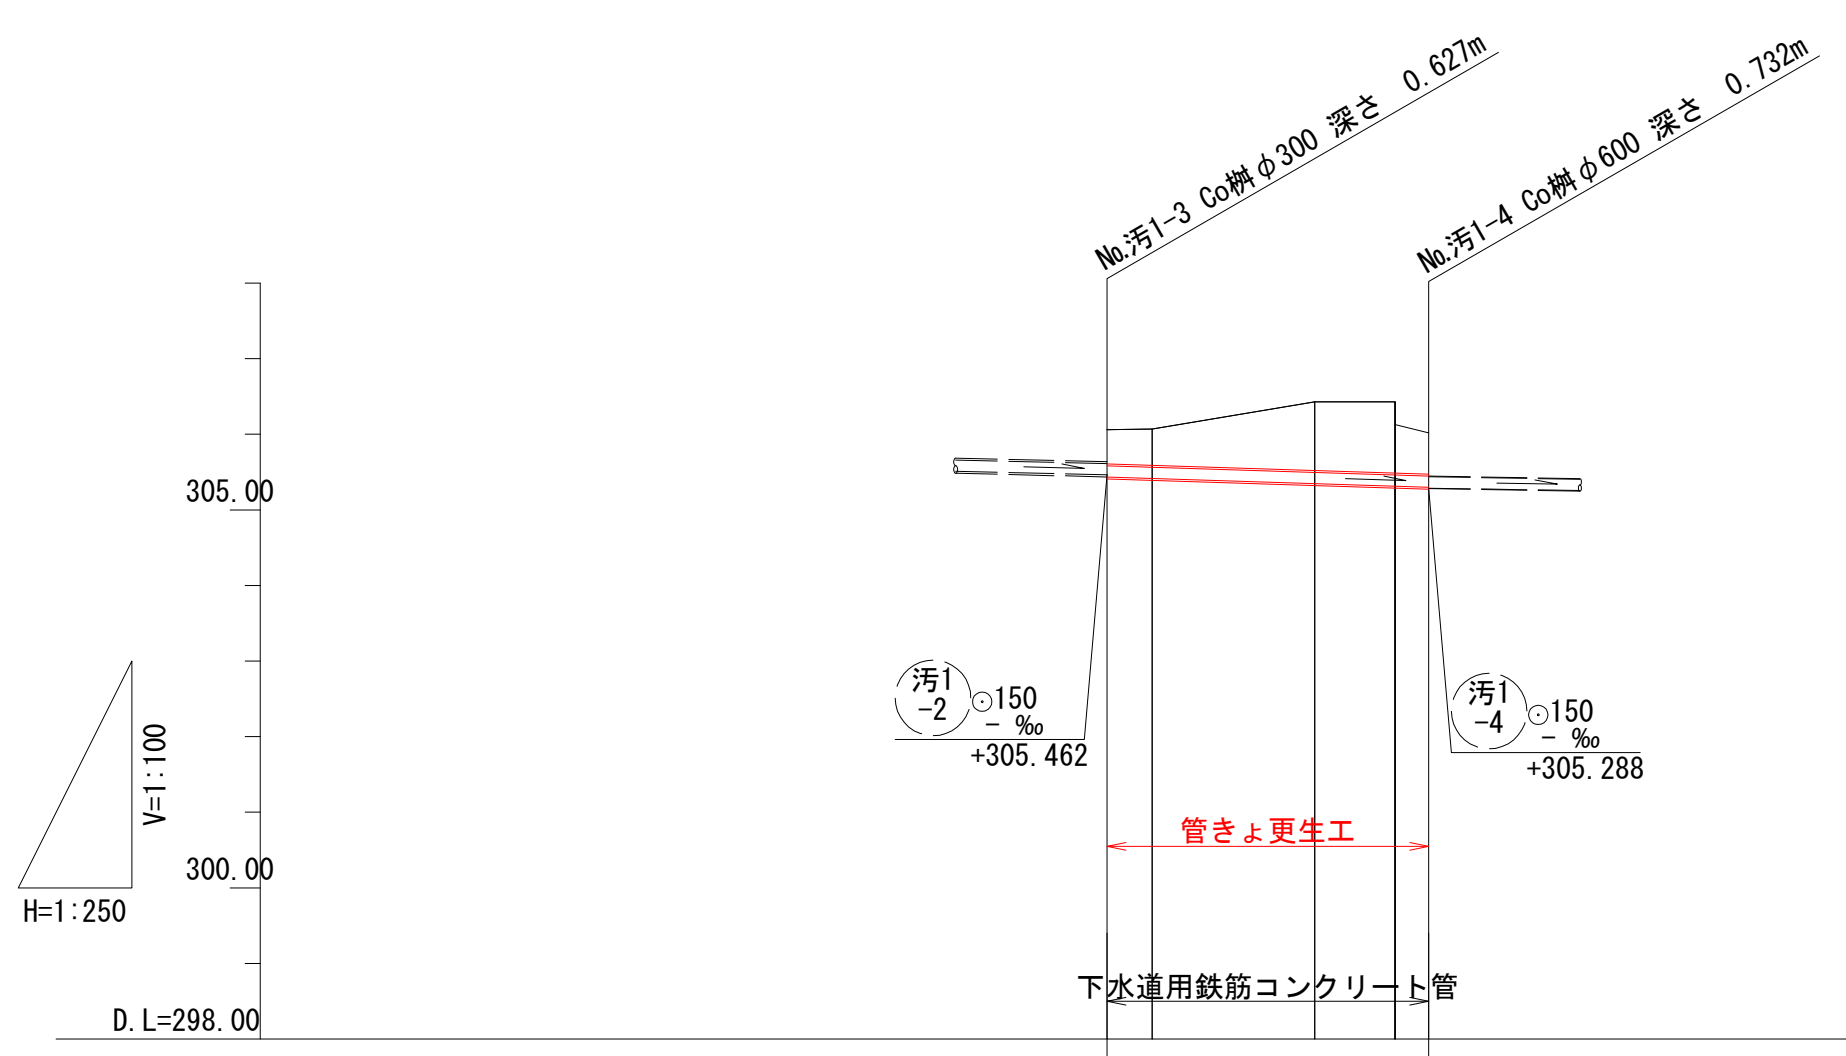 No.汚1-3 Co桝φ300 深さ 0.627m
No.汚1-4 Co桝φ600 深さ 0.732m
305.00
汚1
-2
150
- ‰
+305.462
汚1
-4
150
- ‰
+305.288
V=1:100
管きょ更生工
300.00
H=1:250
下水道用鉄筋コンクリート管
D.L=298.00